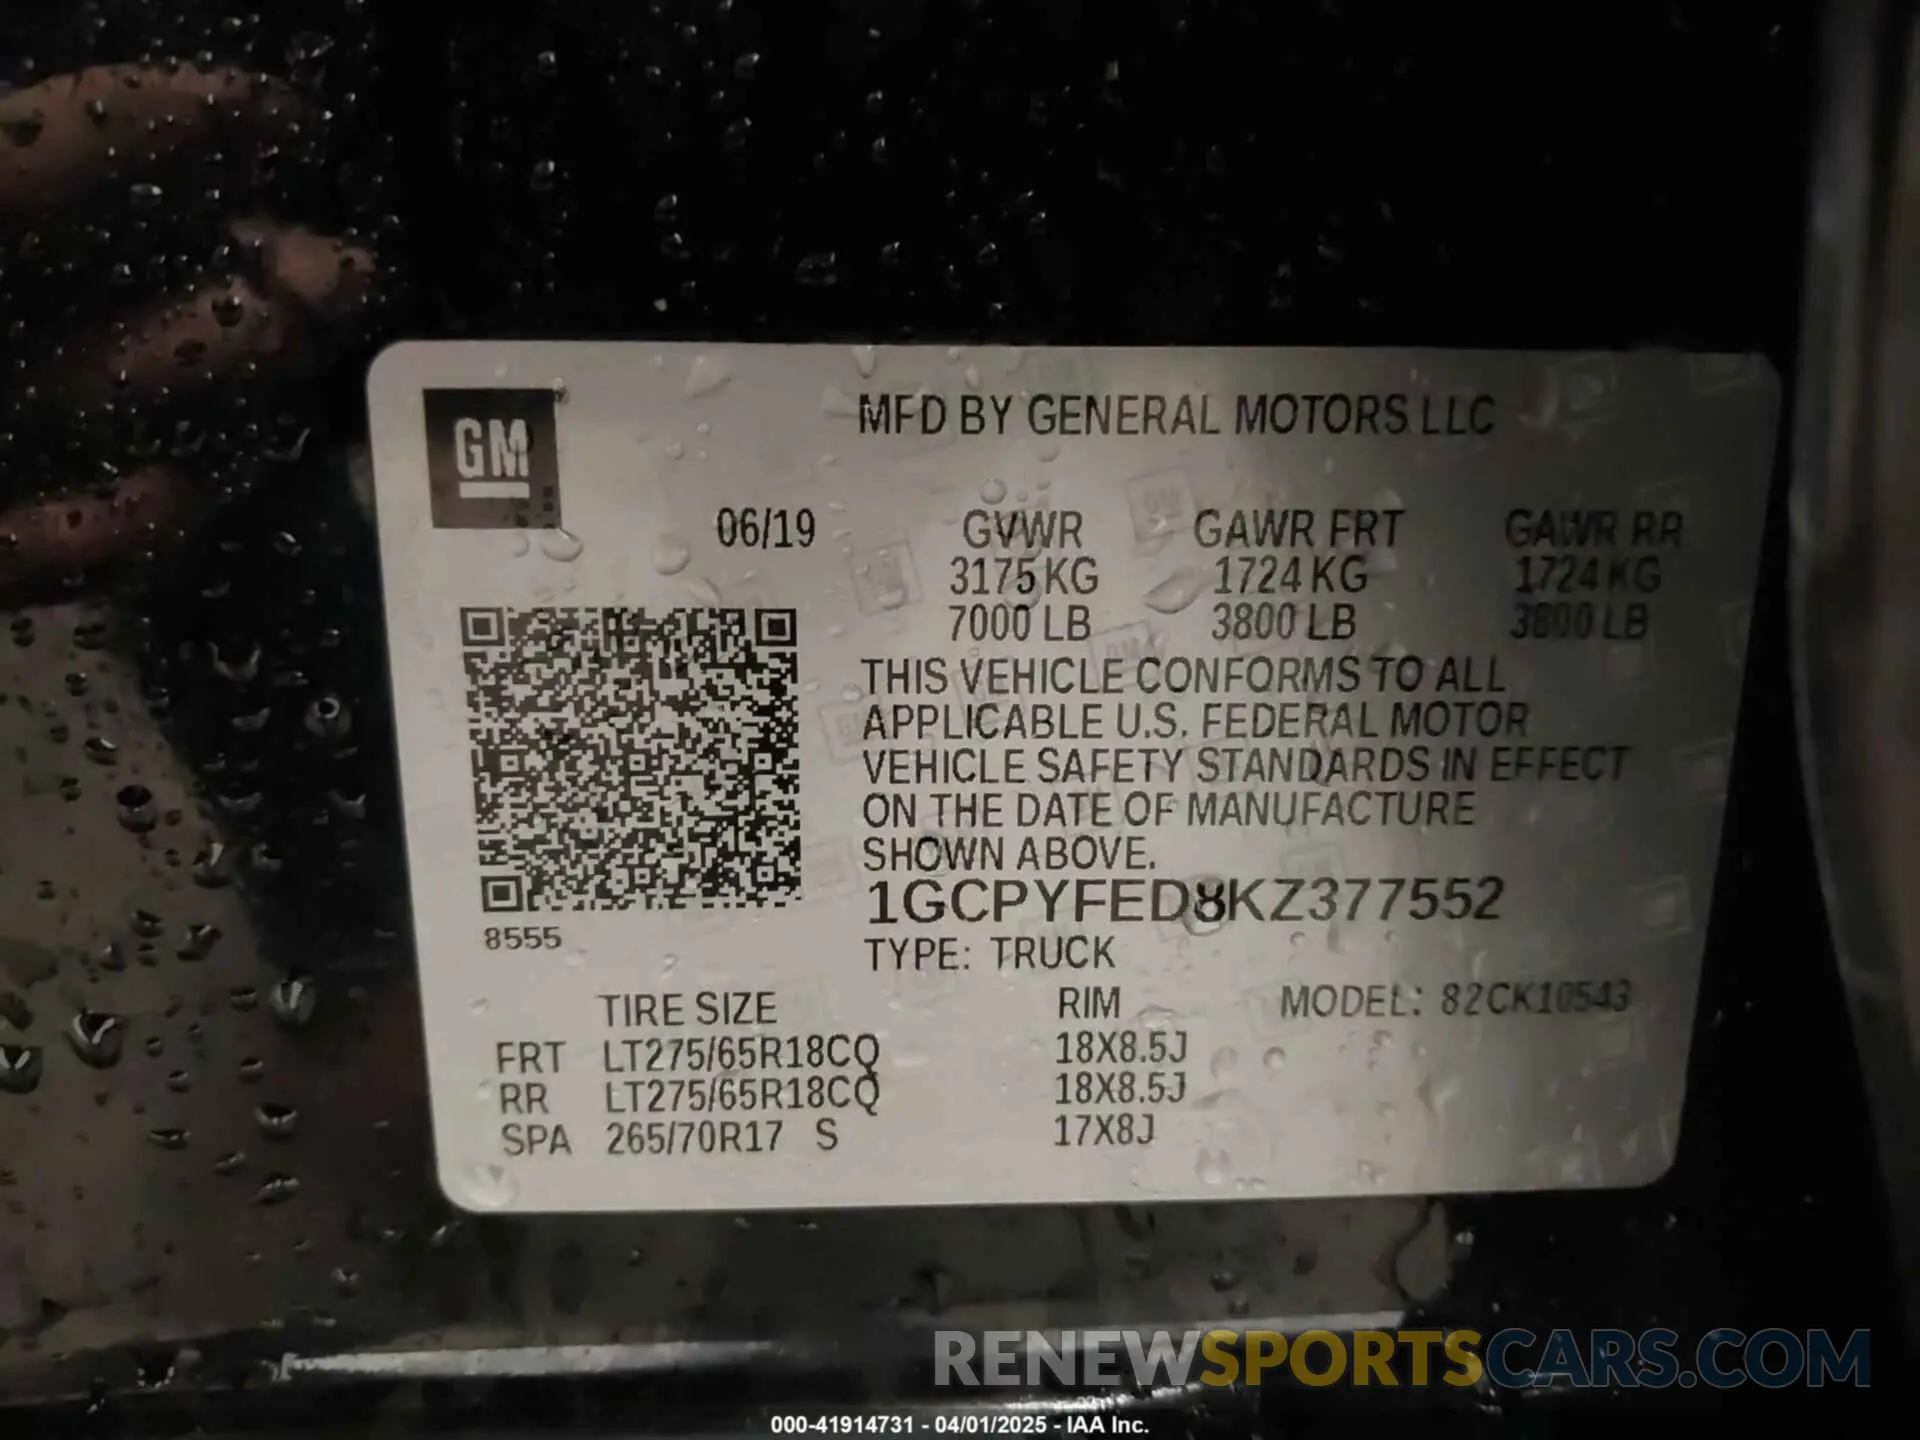 GM
MFD BY GENERAL MOTORS LLC
06/19 GVWR GAWR FRT GAWR RR
3175 KG 1724 KG 1724 KG
7000 LB 3800 LB 3800 LB
THIS VEHICLE CONFORMS TO ALL
APPLICABLE U.S. FEDERAL MOTOR
VEHICLE SAFETY STANDARDS IN EFFECT
ON THE DATE OF MANUFACTURE
SHOWN ABOVE.
1GCPYFED8KZ377552
8555
TYPE: TRUCK
TIRE SIZE RIM MODEL: 82CK10543
FRT LT275/65R18CQ 18X8.5J
RR LT275/65R18CQ 18X8.5J
SPA 265/70R17 S 17X8J
RENEWSPORTSCARS.COM
000-41914731 - 04/01/2025 - IAA Inc.